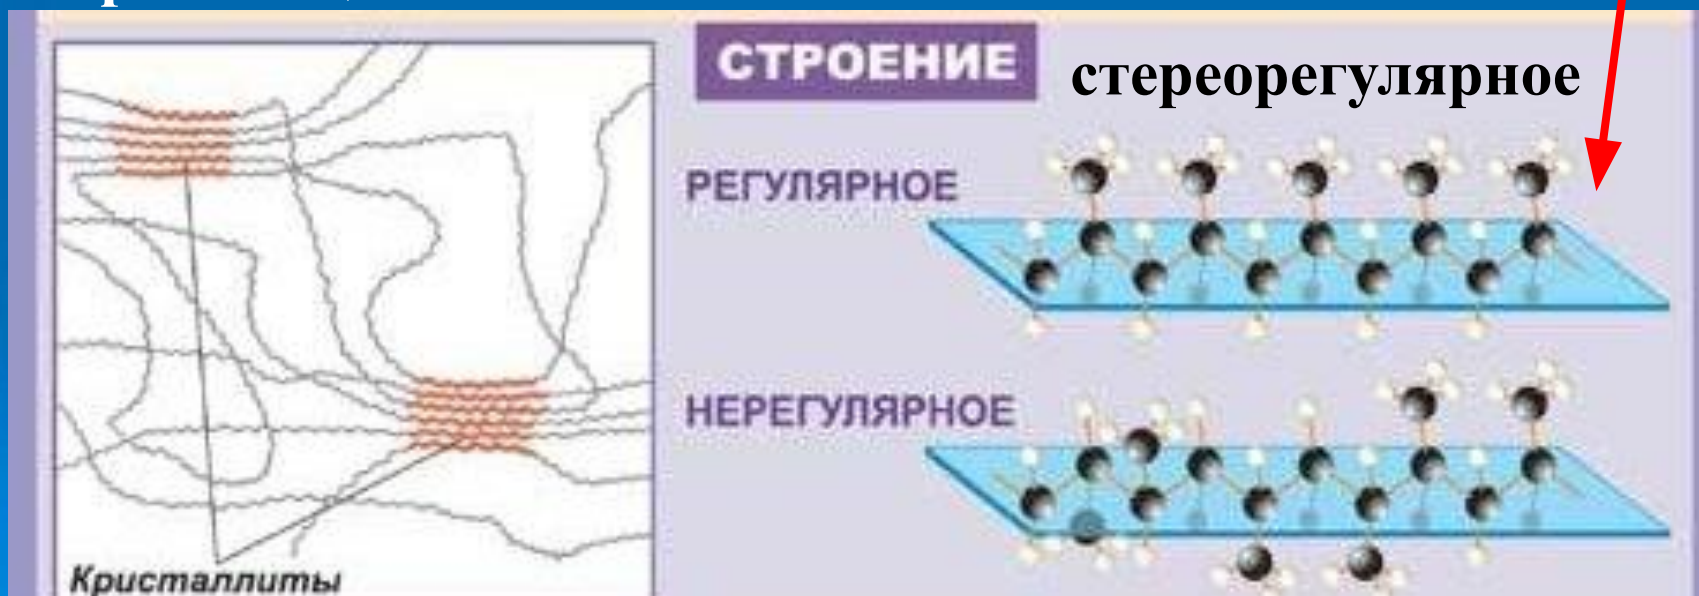 СТРОЕНИЕ
стереорегулярное
РЕГУЛЯРНОЕ
НЕРЕГУЛЯРНОЕ
Кристаллиты